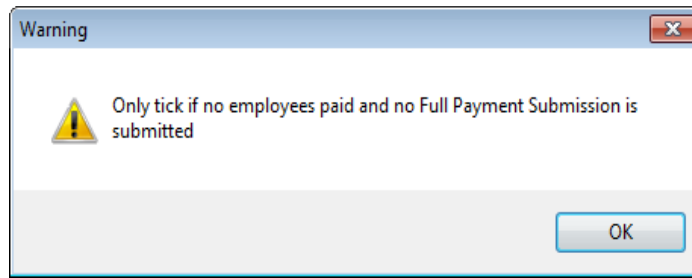 Warning
Only tick if no employees paid and no Full Payment Submission is
submitted
OK